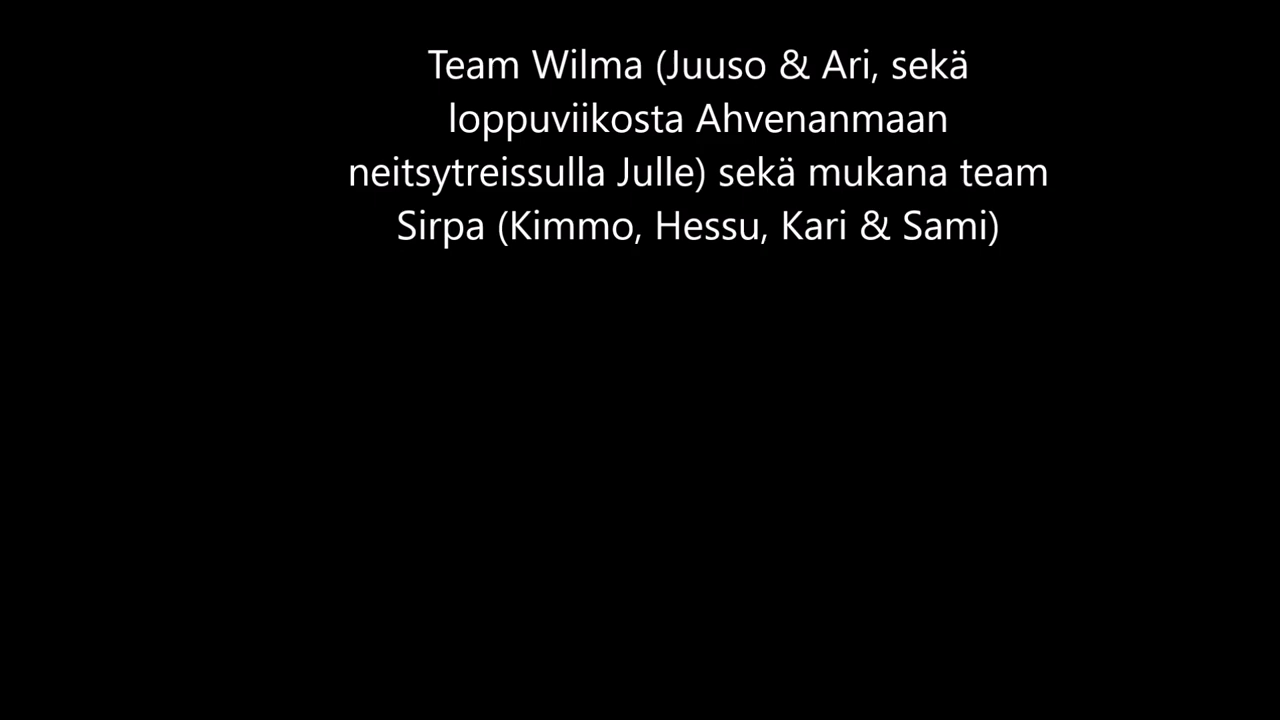 Team Wilma (Juuso & Ari, sekä
loppuviikosta Ahvenanmaan
neitsytreissulla Julle) sekä mukana team
Sirpa (Kimmo, Hessu, Kari & Sami)